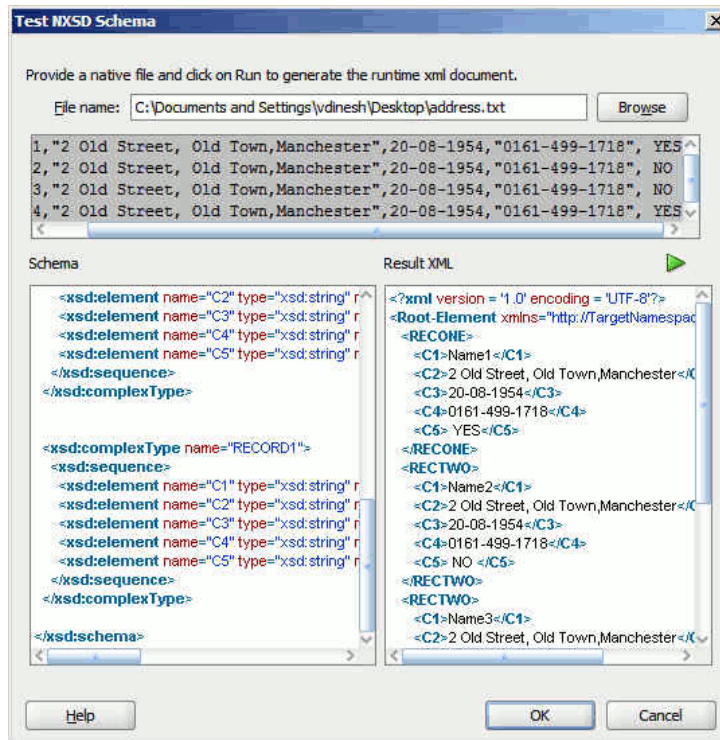 Test NXSD Schema
Provide a native file and click on Run to generate the runtime xml document.
File name: C:\Documents and Settings\vdinesh\Desktop\address.txt Browse
1,"2 Old Street, Old Town,Manchester",20-08-1954,"0161-499-1718", YES
2,"2 Old Street, Old Town,Manchester",20-08-1954,"0161-499-1718", NO
3,"2 Old Street, Old Town,Manchester",20-08-1954,"0161-499-1718", NO
4,"2 Old Street, Old Town,Manchester",20-08-1954,"0161-499-1718", YES
Schema
<xsd:element name="C2" type="xsd:string" r
<xsd:element name="C3" type="xsd:string" r
<xsd:element name="C4" type="xsd:string" r
<xsd:element name="C5" type="xsd:string" r
</xsd:sequence>
</xsd:complexType>
<xsd:complexType name="RECORD1">
<xsd:sequence>
<xsd:element name="C1" type="xsd:string" r
<xsd:element name="C2" type="xsd:string" r
<xsd:element name="C3" type="xsd:string" r
<xsd:element name="C4" type="xsd:string" r
<xsd:element name="C5" type="xsd:string" r
</xsd:sequence>
</xsd:complexType>
</xsd:schema>
Result XML
<?xml version = '1.0' encoding = 'UTF-8'?>
<Root-Element xmlns="http://TargetNamespac
<RECONE>
<C1>Name1</C1>
<C2>2 Old Street, Old Town,Manchester</C
<C3>20-08-1954</C3>
<C4>0161-499-1718</C4>
<C5> YES</C5>
</RECONE>
<RECTWO>
<C1>Name2</C1>
<C2>2 Old Street, Old Town,Manchester</C
<C3>20-08-1954</C3>
<C4>0161-499-1718</C4>
<C5> NO </C5>
</RECTWO>
<RECTWO>
<C1>Name3</C1>
<C2>2 Old Street, Old Town,Manchester</C
Help OK Cancel